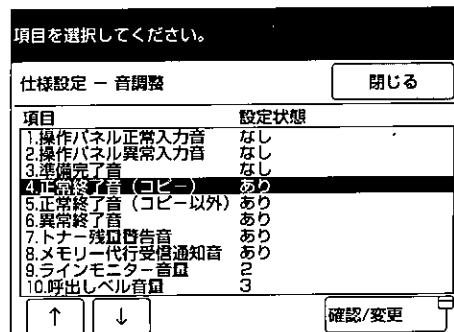 項目を選択してください。
仕様設定 － 音調整 閉じる
項目 設定状態
1.操作パネル正常入力音 なし
2.操作パネル異常入力音 なし
3.準備完了音 なし
4.正常終了音（コピー） あり
5.正常終了音（コピー以外） あり
6.異常終了音 あり
7.トナー残量警告音 あり
8.メモリー代行受信通知音 あり
9.ラインモニター音量 2
10.呼出しベル音量 3
↑ ↓ 確認/変更